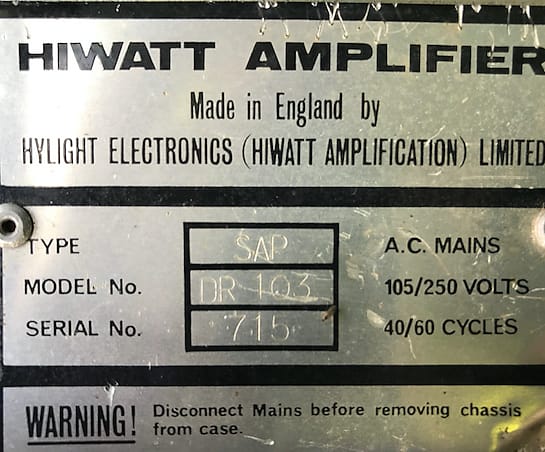 HIWATT AMPLIFIER
Made in England by
HYLIGHT ELECTRONICS (HIWATT AMPLIFICATION) LIMITED
TYPE SAP A.C. MAINS
MODEL No. DR 103 105/250 VOLTS
SERIAL No. 715 40/60 CYCLES
WARNING! Disconnect Mains before removing chassis
from case.